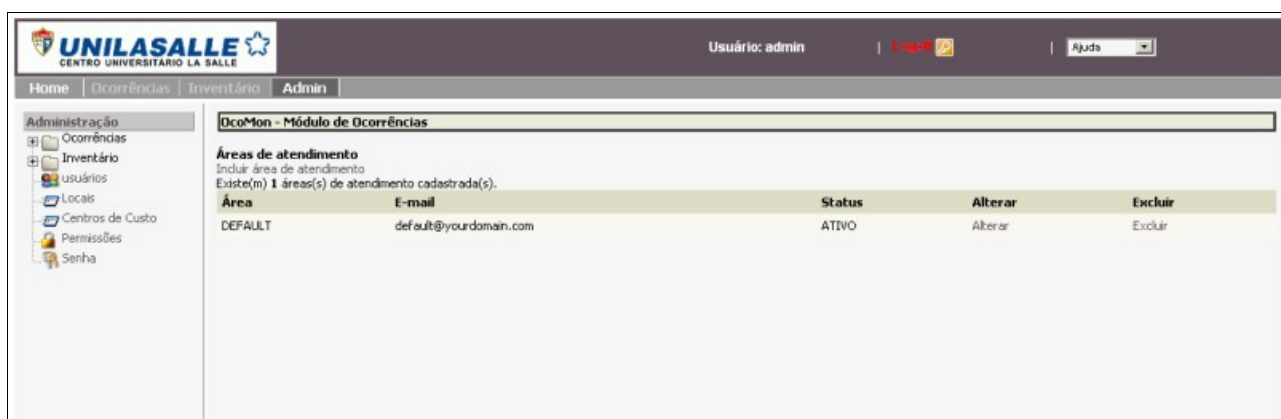 UNILASALLE
CENTRO UNIVERSITÁRIO LA SALLE
Usuário: admin | Logoff | Ajuda
Home | Ocorrências | Inventário | Admin |
Administração
Ocorrências
Inventário
usuários
Locais
Centros de Custo
Permissões
Senha
OcoMon - Módulo de Ocorrências
Áreas de atendimento
Incluir área de atendimento
Existe(m) 1 áreas(s) de atendimento cadastrada(s).
Área E-mail Status Alterar Excluir
DEFAULT default@yourdomain.com ATIVO Alterar Excluir